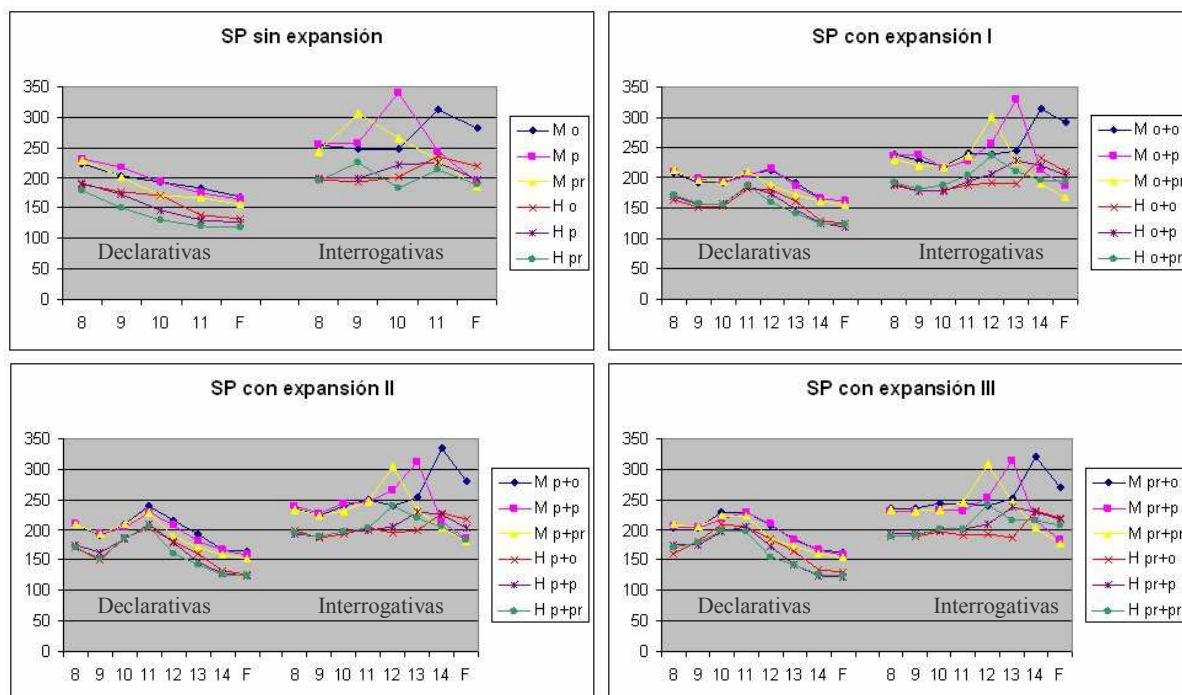 SP sin expansión
350
300
250
200
150
100
50
0
Declarativas
Interrogativas
8 9 10 11 F 8 9 10 11 F
M o
M p
M pr
H o
H p
H pr
SP con expansión I
350
300
250
200
150
100
50
0
Declarativas
Interrogativas
8 9 10 11 12 13 14 F 8 9 10 11 12 13 14 F
M o+o
M o+p
M o+pr
H o+o
H o+p
H o+pr
SP con expansión II
350
300
250
200
150
100
50
0
Declarativas
Interrogativas
8 9 10 11 12 13 14 F 8 9 10 11 12 13 14 F
M p+o
M p+p
M p+pr
H p+o
H p+p
H p+pr
SP con expansión III
350
300
250
200
150
100
50
0
Declarativas
Interrogativas
8 9 10 11 12 13 14 F 8 9 10 11 12 13 14 F
M pr+o
M pr+p
M pr+pr
H pr+o
H pr+p
H pr+pr